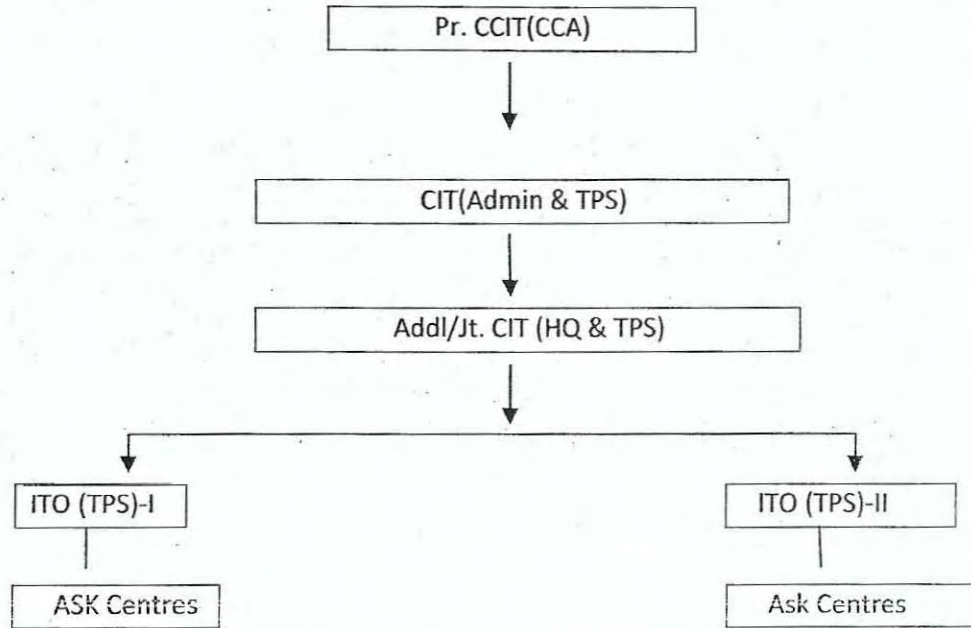 Pr. CCIT(CCA)
CIT(Admin & TPS)
Addl/Jt. CIT (HQ & TPS)
ITO (TPS)-I
ITO (TPS)-II
ASK Centres
Ask Centres